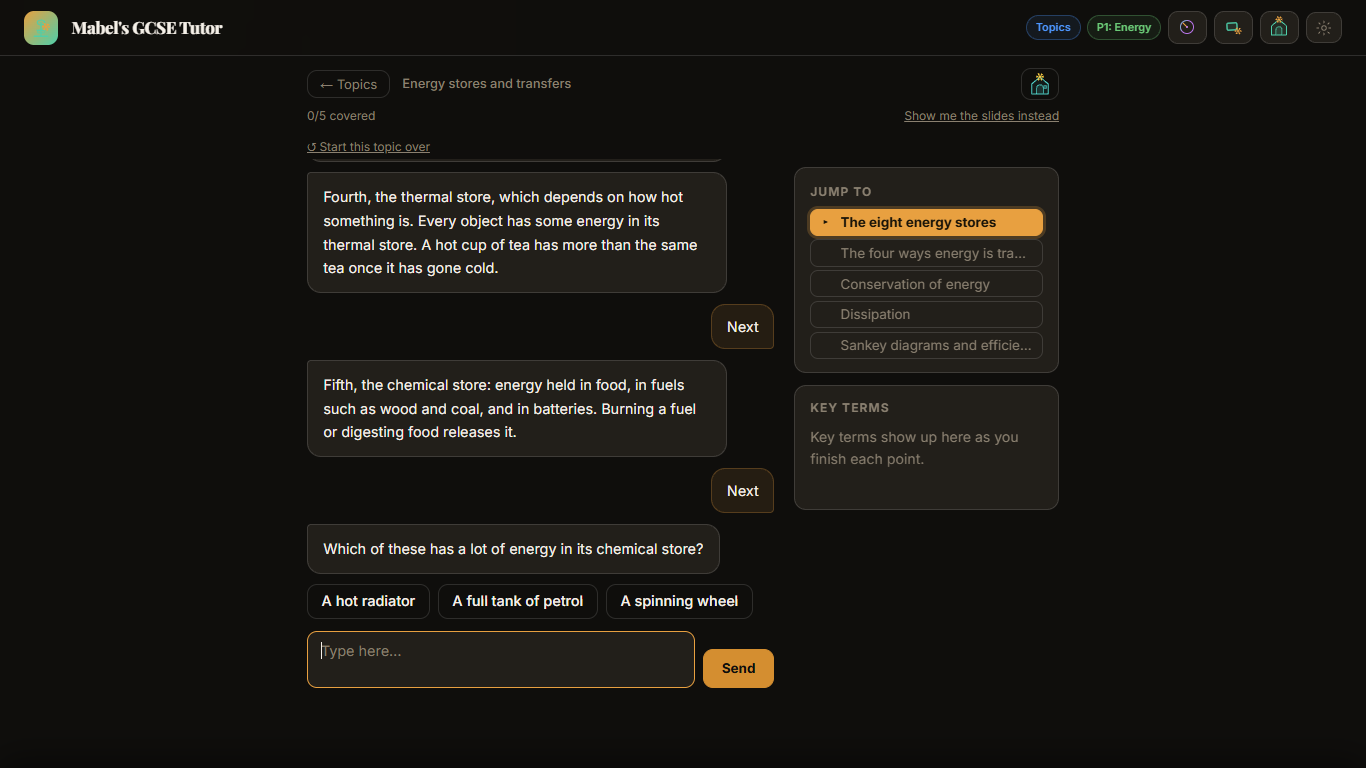 Mabel's GCSE Tutor
Topics
P1: Energy
← Topics
Energy stores and transfers
0/5 covered
Show me the slides instead
↺ Start this topic over
Fourth, the thermal store, which depends on how hot
something is. Every object has some energy in its
thermal store. A hot cup of tea has more than the same
tea once it has gone cold.
Next
Fifth, the chemical store: energy held in food, in fuels
such as wood and coal, and in batteries. Burning a fuel
or digesting food releases it.
Next
Which of these has a lot of energy in its chemical store?
A hot radiator
A full tank of petrol
A spinning wheel
Type here...
Send
JUMP TO
‣ The eight energy stores
The four ways energy is tra...
Conservation of energy
Dissipation
Sankey diagrams and efficie...
KEY TERMS
Key terms show up here as you
finish each point.